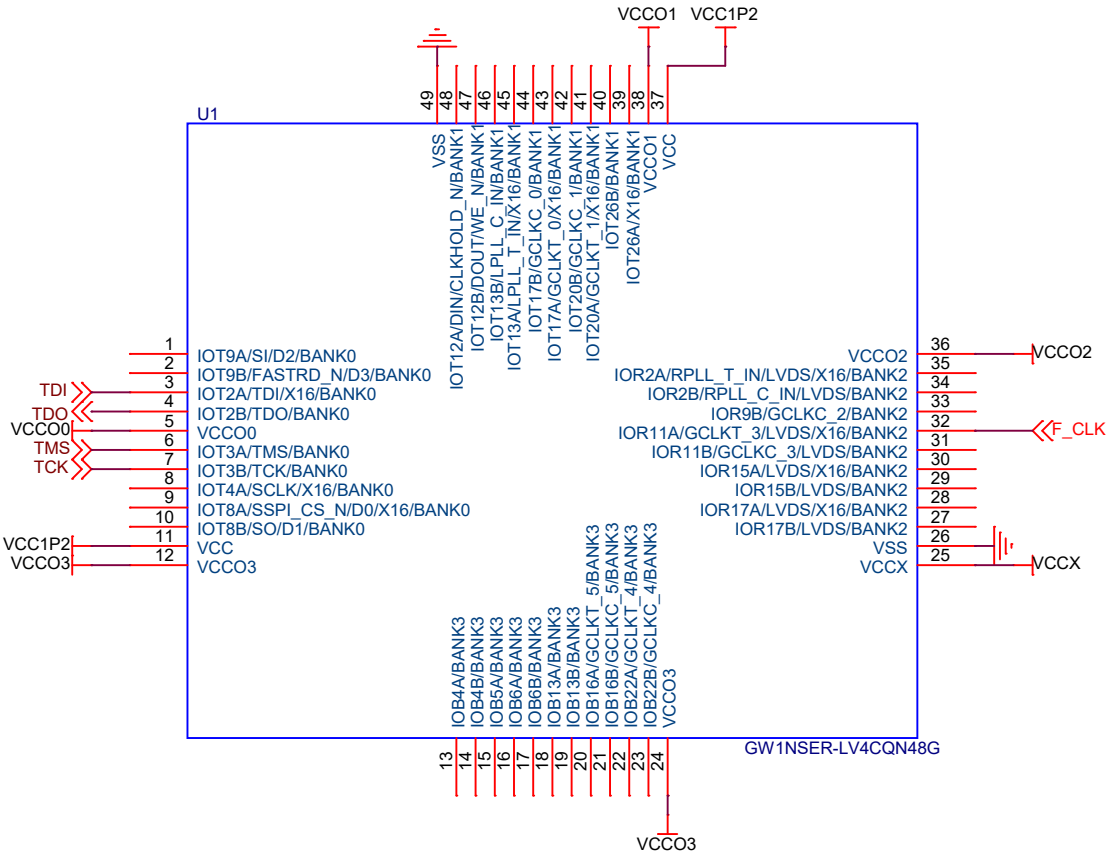 VCCO1
VCC1P2
49
48
47
46
45
44
43
42
41
40
39
38
37
U1
VSS
IOT12A/DIN/CLKHOLD_N/BANK1
IOT12B/DOUT/WE_N/BANK1
IOT13B/LPLL_C_IN/BANK1
IOT13A/LPLL_T_IN/X16/BANK1
IOT17B/GCLKC_0/BANK1
IOT17A/GCLKT_0/X16/BANK1
IOT20B/GCLKC_1/BANK1
IOT20A/GCLKT_1/X16/BANK1
IOT26B/BANK1
IOT26A/X16/BANK1
VCCO1
VCC
1 IOT9A/SI/D2/BANK0
2 IOT9B/FASTRD_N/D3/BANK0
TDI 3 IOT2A/TDI/X16/BANK0
TDO 4 IOT2B/TDO/BANK0
VCCO0 5 VCCO0
TMS 6 IOT3A/TMS/BANK0
TCK 7 IOT3B/TCK/BANK0
8 IOT4A/SCLK/X16/BANK0
9 IOT8A/SSPI_CS_N/D0/X16/BANK0
10 IOT8B/SO/D1/BANK0
VCC1P2 11 VCC
VCCO3 12 VCCO3
VCCO2 36 VCCO2
IOR2A/RPLL_T_IN/LVDS/X16/BANK2 35
IOR2B/RPLL_C_IN/LVDS/BANK2 34
IOR9B/GCLKC_2/BANK2 33
IOR11A/GCLKT_3/LVDS/X16/BANK2 32 F_CLK
IOR11B/GCLKC_3/LVDS/BANK2 31
IOR15A/LVDS/X16/BANK2 30
IOR15B/LVDS/BANK2 29
IOR17A/LVDS/X16/BANK2 28
IOR17B/LVDS/BANK2 27
VSS 26
VCCX 25 VCCX
IOB4A/BANK3
IOB4B/BANK3
IOB5A/BANK3
IOB6A/BANK3
IOB6B/BANK3
IOB13A/BANK3
IOB13B/BANK3
IOB16A/GCLKT_5/BANK3
IOB16B/GCLKC_5/BANK3
IOB22A/GCLKT_4/BANK3
IOB22B/GCLKC_4/BANK3
VCCO3
GW1NSER-LV4CQN48G
13
14
15
16
17
18
19
20
21
22
23
24
VCCO3